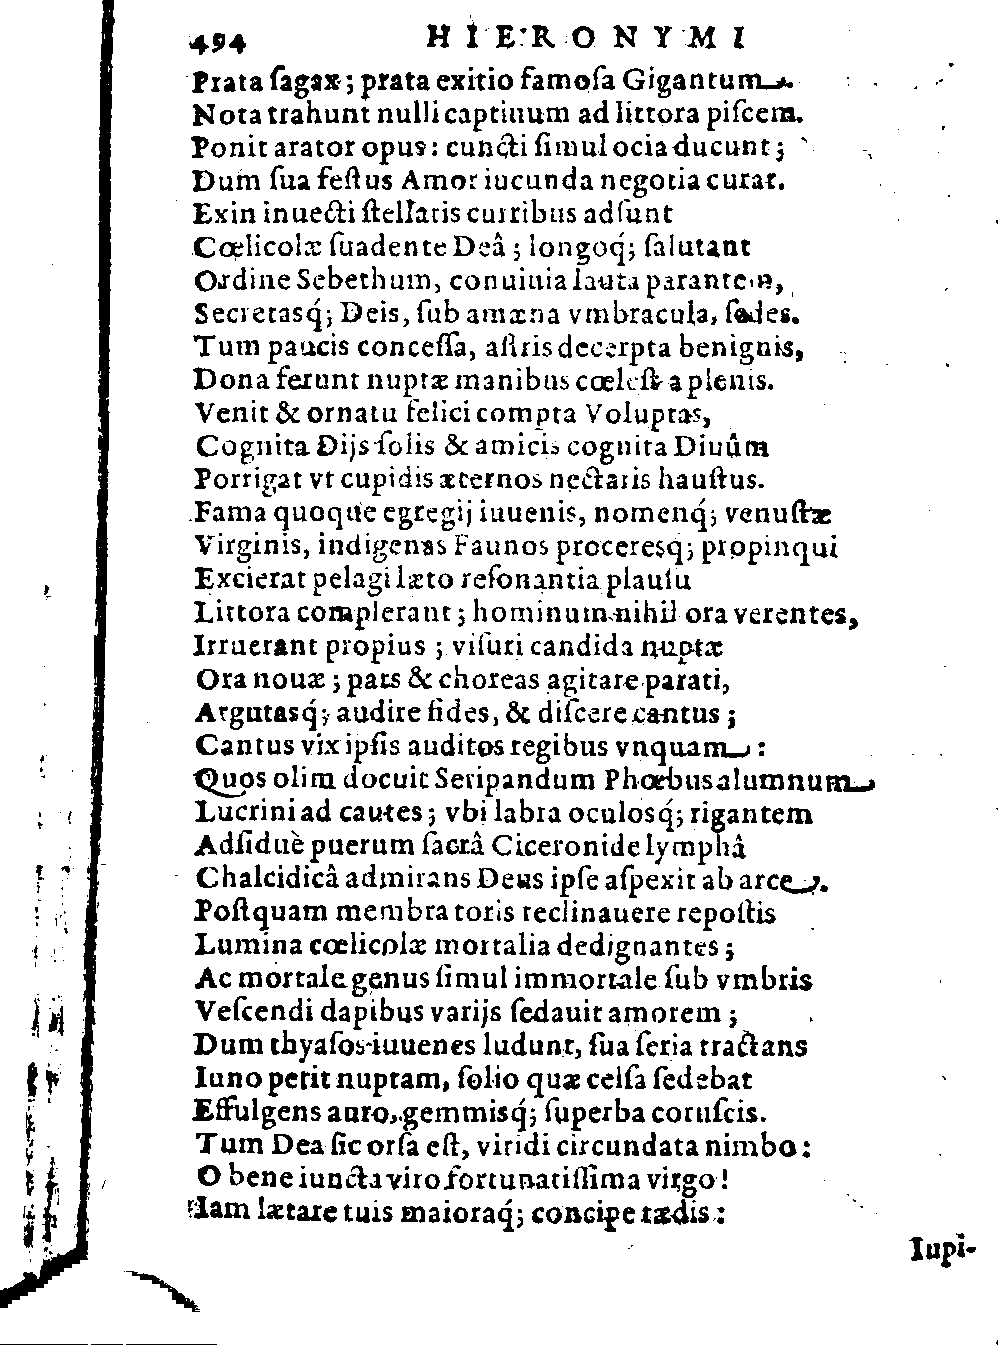 494 HIERONYMI
Prata ſagax; prata exitio famoſa Gigantum.
Nota trahunt nulli captiuum ad littora piſcem.
Ponit arator opus: cuncti ſimul ocia ducunt;
Dum ſua feſtus Amor iucunda negotia curat.
Exin inuecti ſtellatis curribus adſunt
Cœlicolæ ſuadente Deâ; longoq́; ſalutant
Ordine Sebethum, conuiuia lauta parantem,
Secretasq́; Deis, ſub amæna vmbracula, ſedes.
Tum paucis conceſſa, aſtris decerpta benignis,
Dona ferunt nuptæ manibus cœleſtia plenis.
Venit & ornatu felici compta Voluptas,
Cognita Dijs ſolis & amicis cognita Diuûm
Porrigat vt cupidis æternos nectaris hauſtus.
Fama quoque egregij iuuenis, nomenq́; venuſtæ
Virginis, indigenas Faunos proceresq; propinqui
Excierat pelagi læto reſonantia plauſu
Littora complerant; hominum nihil ora verentes,
Irruerant propius; viſuri candida nuptæ
Ora nouæ; pars & choreas agitare parati,
Argutasq́; audire fides, & diſcere cantus;
Cantus vix ipſis auditos regibus vnquam:
Quos olim docuit Seripandum Phœbus alumnum
Lucrini ad cautes; vbi labra oculosq́; rigantem
Adſiduè puerum ſacrâ Ciceronide lymphâ
Chalcidicâ admirans Deus ipſe aſpexit ab arce.
Poſtquam membra toris reclinauere repoſtis
Lumina cœlicolæ mortalia dedignantes;
Ac mortale genus ſimul immortale ſub vmbris
Veſcendi dapibus varijs ſedauit amorem;
Dum thyaſos iuuenes ludunt, ſua ſeria tractans
Iuno petit nuptam, ſolio quæ celſa ſedebat
Effulgens auro, gemmisq́; ſuperba coruſcis.
Tum Dea ſic orſa eſt, viridi circundata nimbo:
O bene iuncta viro fortunatiſſima virgo!
Iam lætare tuis maioraq́; concipe tædis:
Iupi-